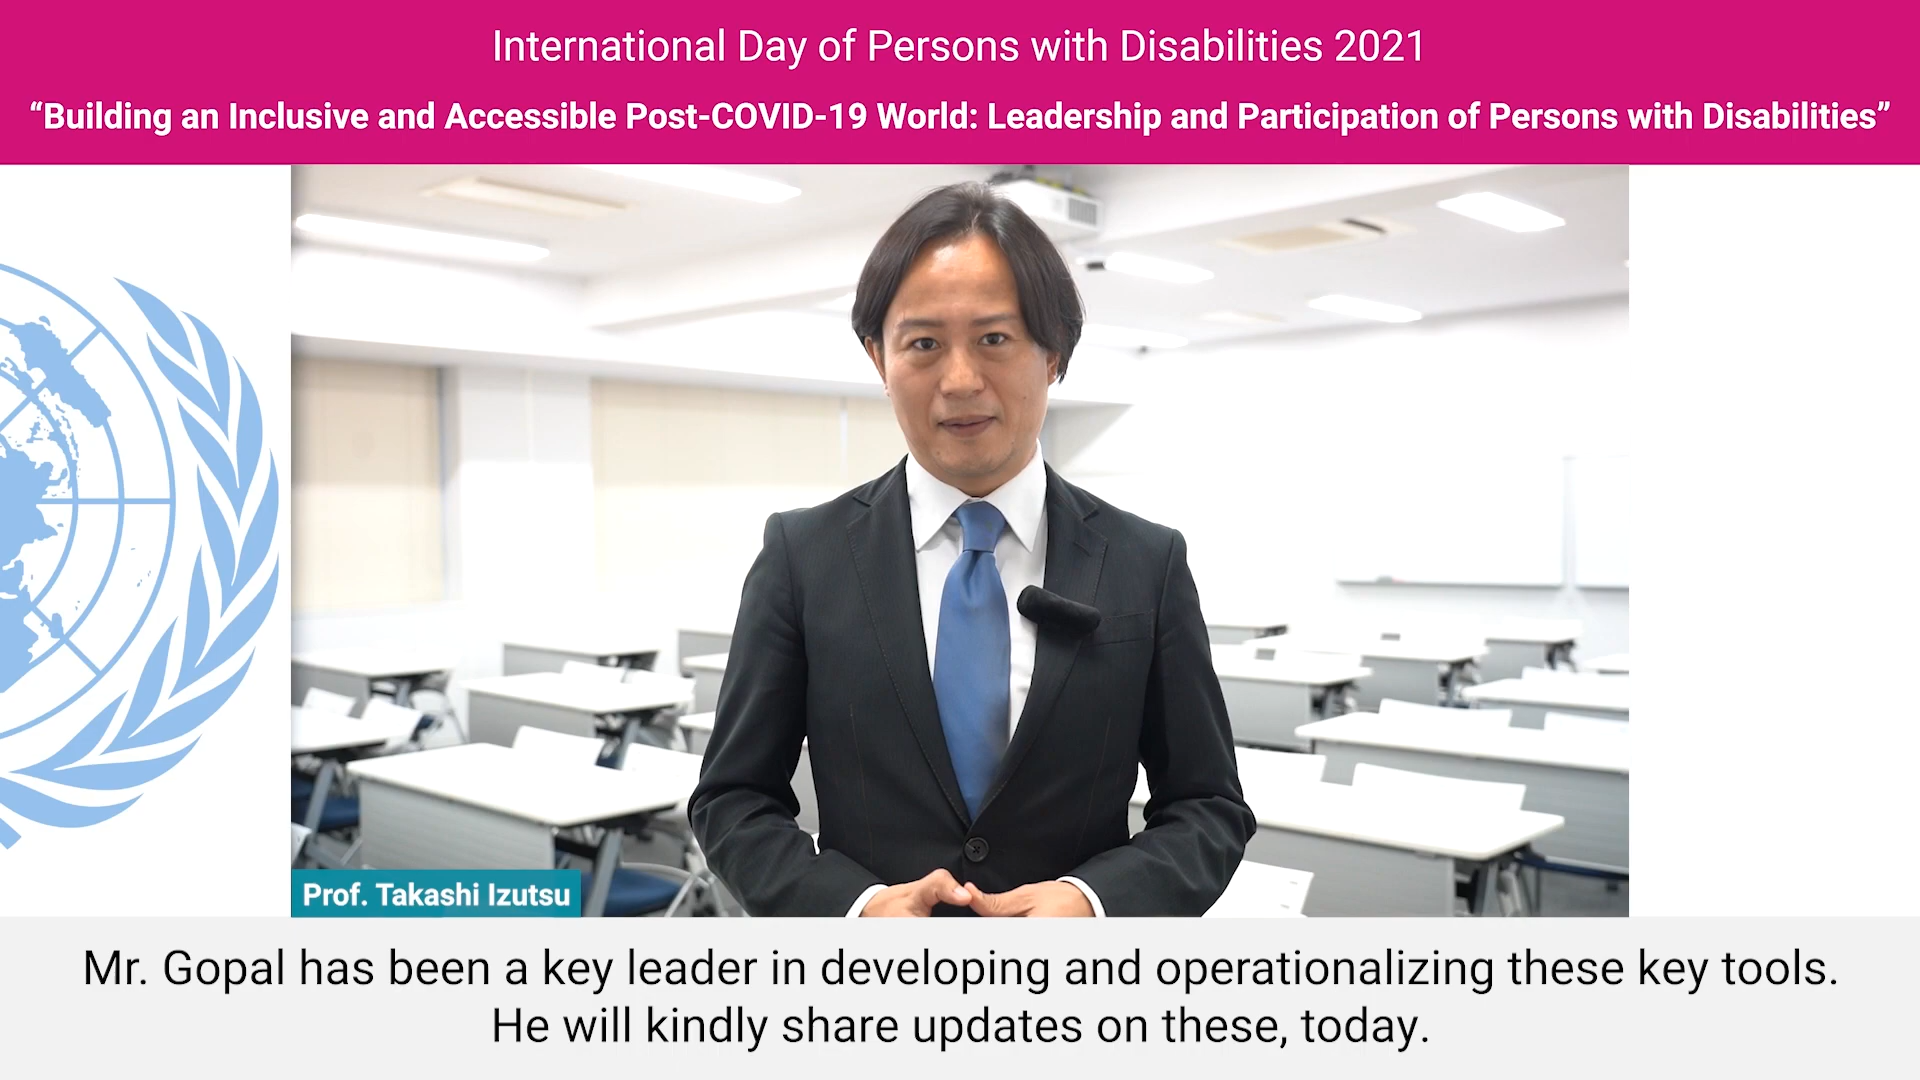 International Day of Persons with Disabilities 2021
“Building an Inclusive and Accessible Post-COVID-19 World: Leadership and Participation of Persons with Disabilities”
Prof. Takashi Izutsu
Mr. Gopal has been a key leader in developing and operationalizing these key tools.
He will kindly share updates on these, today.